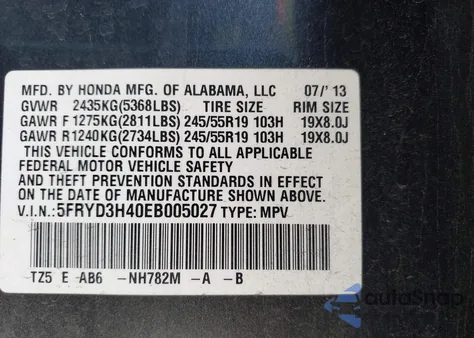 MFD. BY HONDA MFG. OF ALABAMA, LLC 07/'13
GVWR 2435KG(5368LBS) TIRE SIZE RIM SIZE
GAWR F 1275KG(2811LBS) 245/55R19 103H 19X8.0J
GAWR R1240KG(2734LBS) 245/55R19 103H 19X8.0J
THIS VEHICLE CONFORMS TO ALL APPLICABLE
FEDERAL MOTOR VEHICLE SAFETY
AND THEFT PREVENTION STANDARDS IN EFFECT
ON THE DATE OF MANUFACTURE SHOWN ABOVE.
V.I.N.: 5FRYD3H40EB005027 TYPE: MPV
TZ5 E AB6 -NH782M -A -B
autoSnap